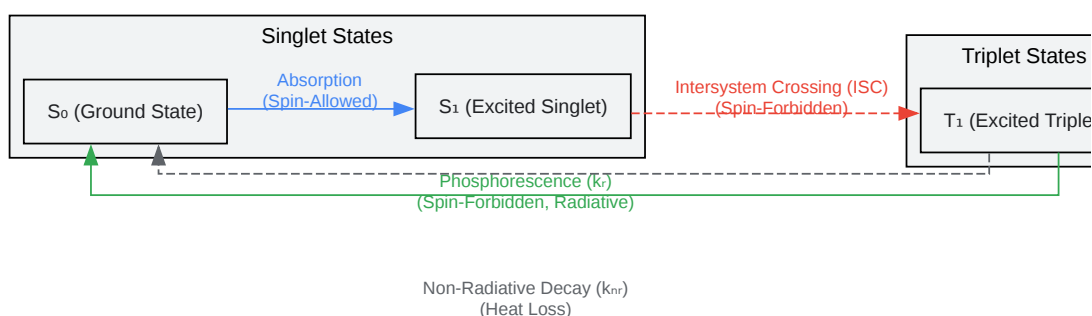 Singlet States
Triplet States
Absorption
(Spin-Allowed)
Intersystem Crossing (ISC)
(Spin-Forbidden)
S₀ (Ground State)
S₁ (Excited Singlet)
T₁ (Excited Triple
Phosphorescence (kᵣ)
(Spin-Forbidden, Radiative)
Non-Radiative Decay (kₙᵣ)
(Heat Loss)